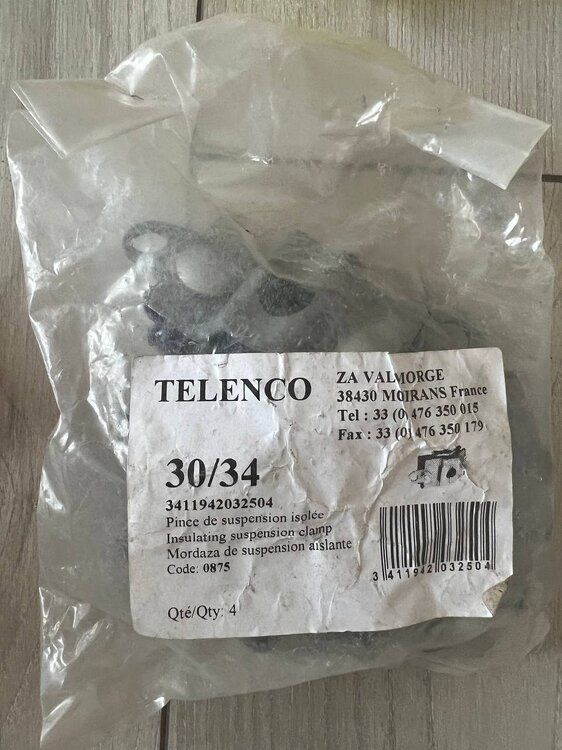 TELENCO
ZA VALMORGE
38430 MOIRANS France
Tel : 33 (0) 476 350 015
Fax : 33 (0) 476 350 179
30/34
3411942032504
Pince de suspension isolée
Insulating suspension clamp
Mordaza de suspension aislante
Code: 0875
Qté/Qty: 4
3 411942 032504